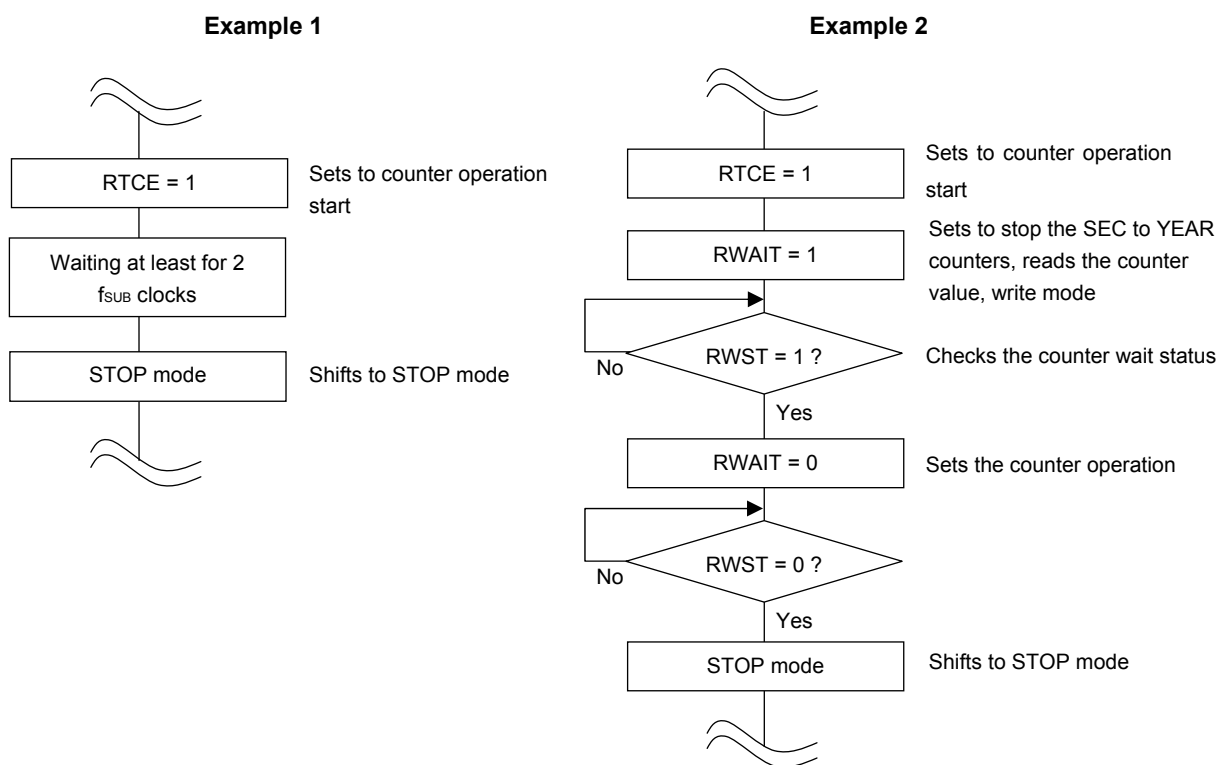 Example 1
RTCE = 1
Sets to counter operation
start
Waiting at least for 2
fSUB clocks
STOP mode
Shifts to STOP mode
Example 2
RTCE = 1
Sets to counter operation
start
RWAIT = 1
Sets to stop the SEC to YEAR
counters, reads the counter
value, write mode
RWST = 1 ?
Checks the counter wait status
No
Yes
RWAIT = 0
Sets the counter operation
RWST = 0 ?
No
Yes
STOP mode
Shifts to STOP mode